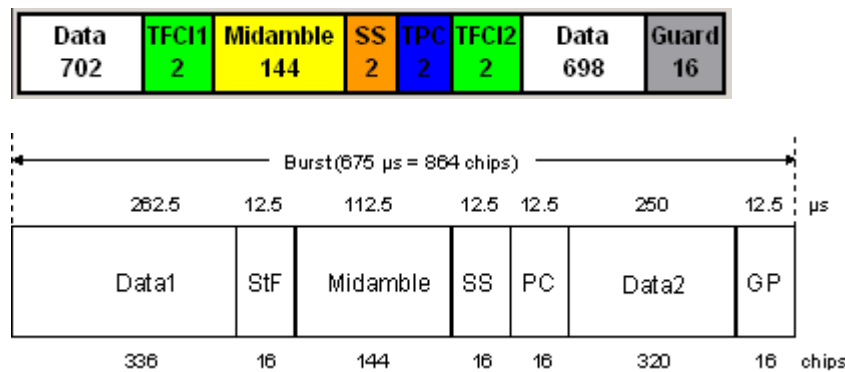 Data TFCI1 Midamble SS TPC TFCI2 Data Guard
702 2 144 2 2 2 698 16
Burst(675 µs = 864 chips)
262.5 12.5 112.5 12.5 12.5 250 12.5 µs
Data1 StF Midamble SS PC Data2 GP
336 16 144 16 16 320 16 chips